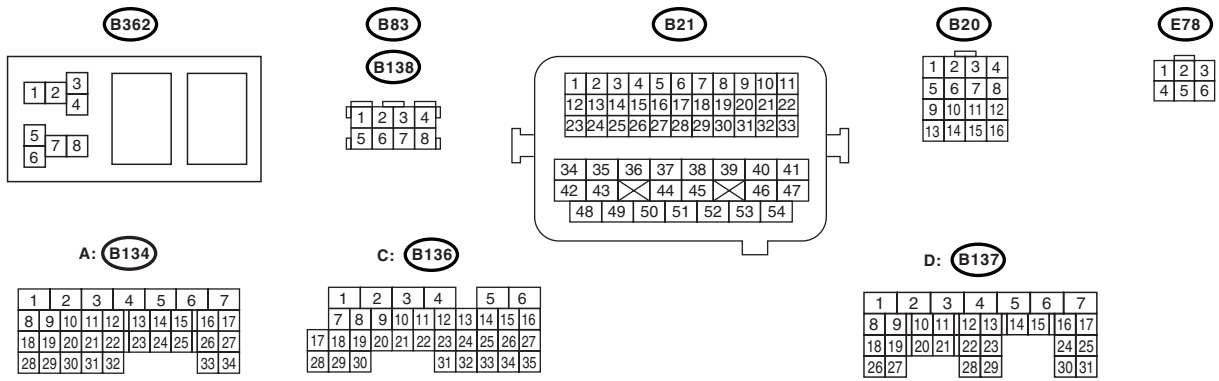 B362
B83
B21
B20
E78
B138
1 2 3
4
5
6 7 8
1 2 3 4
5 6 7 8
1 2 3 4 5 6 7 8 9 10 11
12 13 14 15 16 17 18 19 20 21 22
23 24 25 26 27 28 29 30 31 32 33
34 35 36 37 38 39 40 41
42 43 44 45 46 47
48 49 50 51 52 53 54
1 2 3 4
5 6 7 8
9 10 11 12
13 14 15 16
1 2 3
4 5 6
A: B134
C: B136
D: B137
1 2 3 4 5 6 7
8 9 10 11 12 13 14 15 16 17
18 19 20 21 22 23 24 25 26 27
28 29 30 31 32 33 34
1 2 3 4 5 6
7 8 9 10 11 12 13 14 15 16
17 18 19 20 21 22 23 24 25 26 27
28 29 30 31 32 33 34 35
1 2 3 4 5 6 7
8 9 10 11 12 13 14 15 16 17
18 19 20 21 22 23 24 25
26 27 28 29 30 31